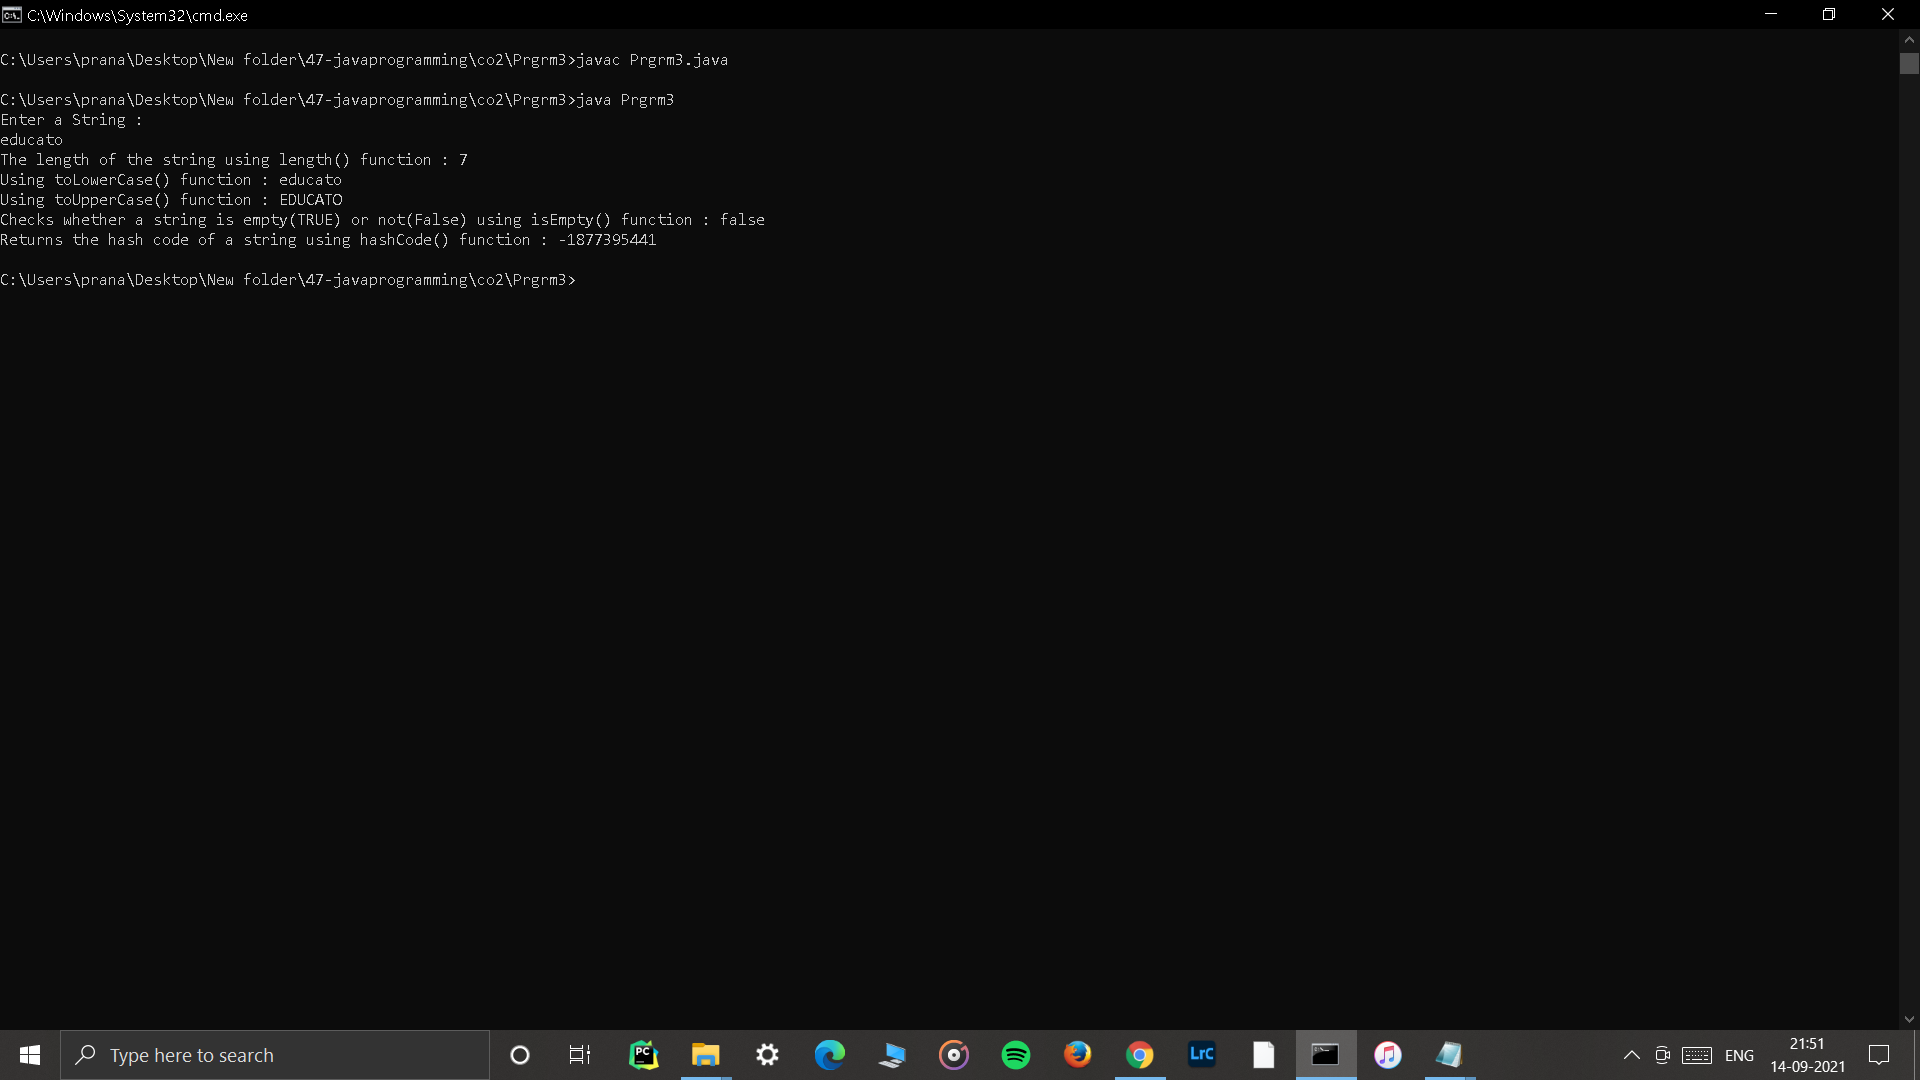 C:\Windows\System32\cmd.exe
C:\Users\prana\Desktop\New folder\47-javaprogramming\co2\Prgrm3>javac Prgrm3.java
C:\Users\prana\Desktop\New folder\47-javaprogramming\co2\Prgrm3>java Prgrm3
Enter a String :
educato
The length of the string using length() function : 7
Using toLowerCase() function : educato
Using toUpperCase() function : EDUCATO
Checks whether a string is empty(TRUE) or not(False) using isEmpty() function : false
Returns the hash code of a string using hashCode() function : -1877395441
C:\Users\prana\Desktop\New folder\47-javaprogramming\co2\Prgrm3>
Type here to search
PC
LrC
ENG
21:51
14-09-2021